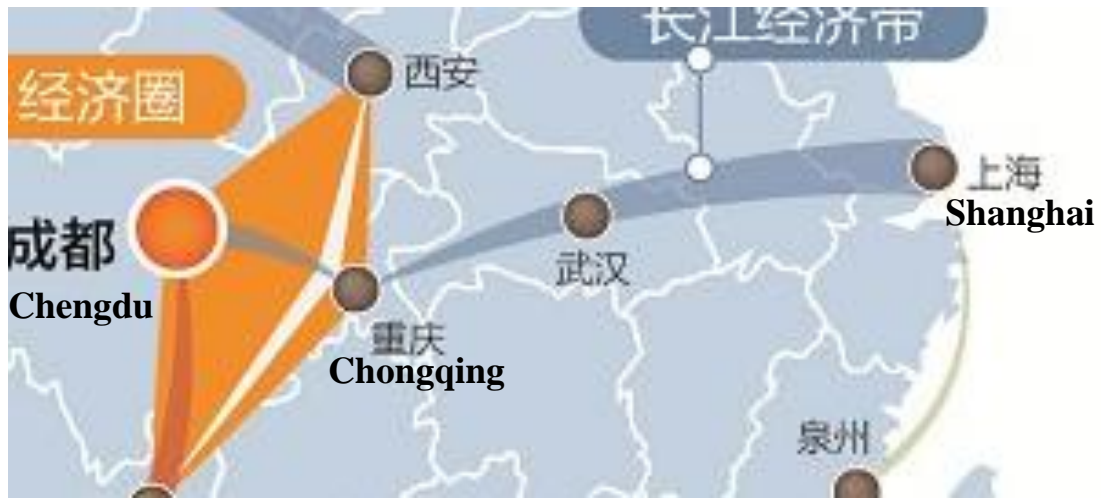 长江经济带
西安
经济圈
上海
Shanghai
成都
武汉
Chengdu
重庆
Chongqing
泉州